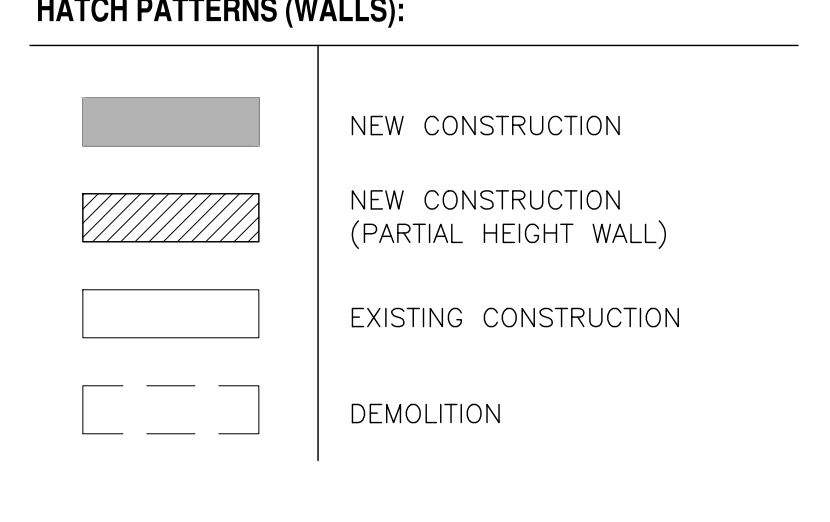 HATCH PATTERNS (WALLS):
NEW CONSTRUCTION
NEW CONSTRUCTION
(PARTIAL HEIGHT WALL)
EXISTING CONSTRUCTION
DEMOLITION